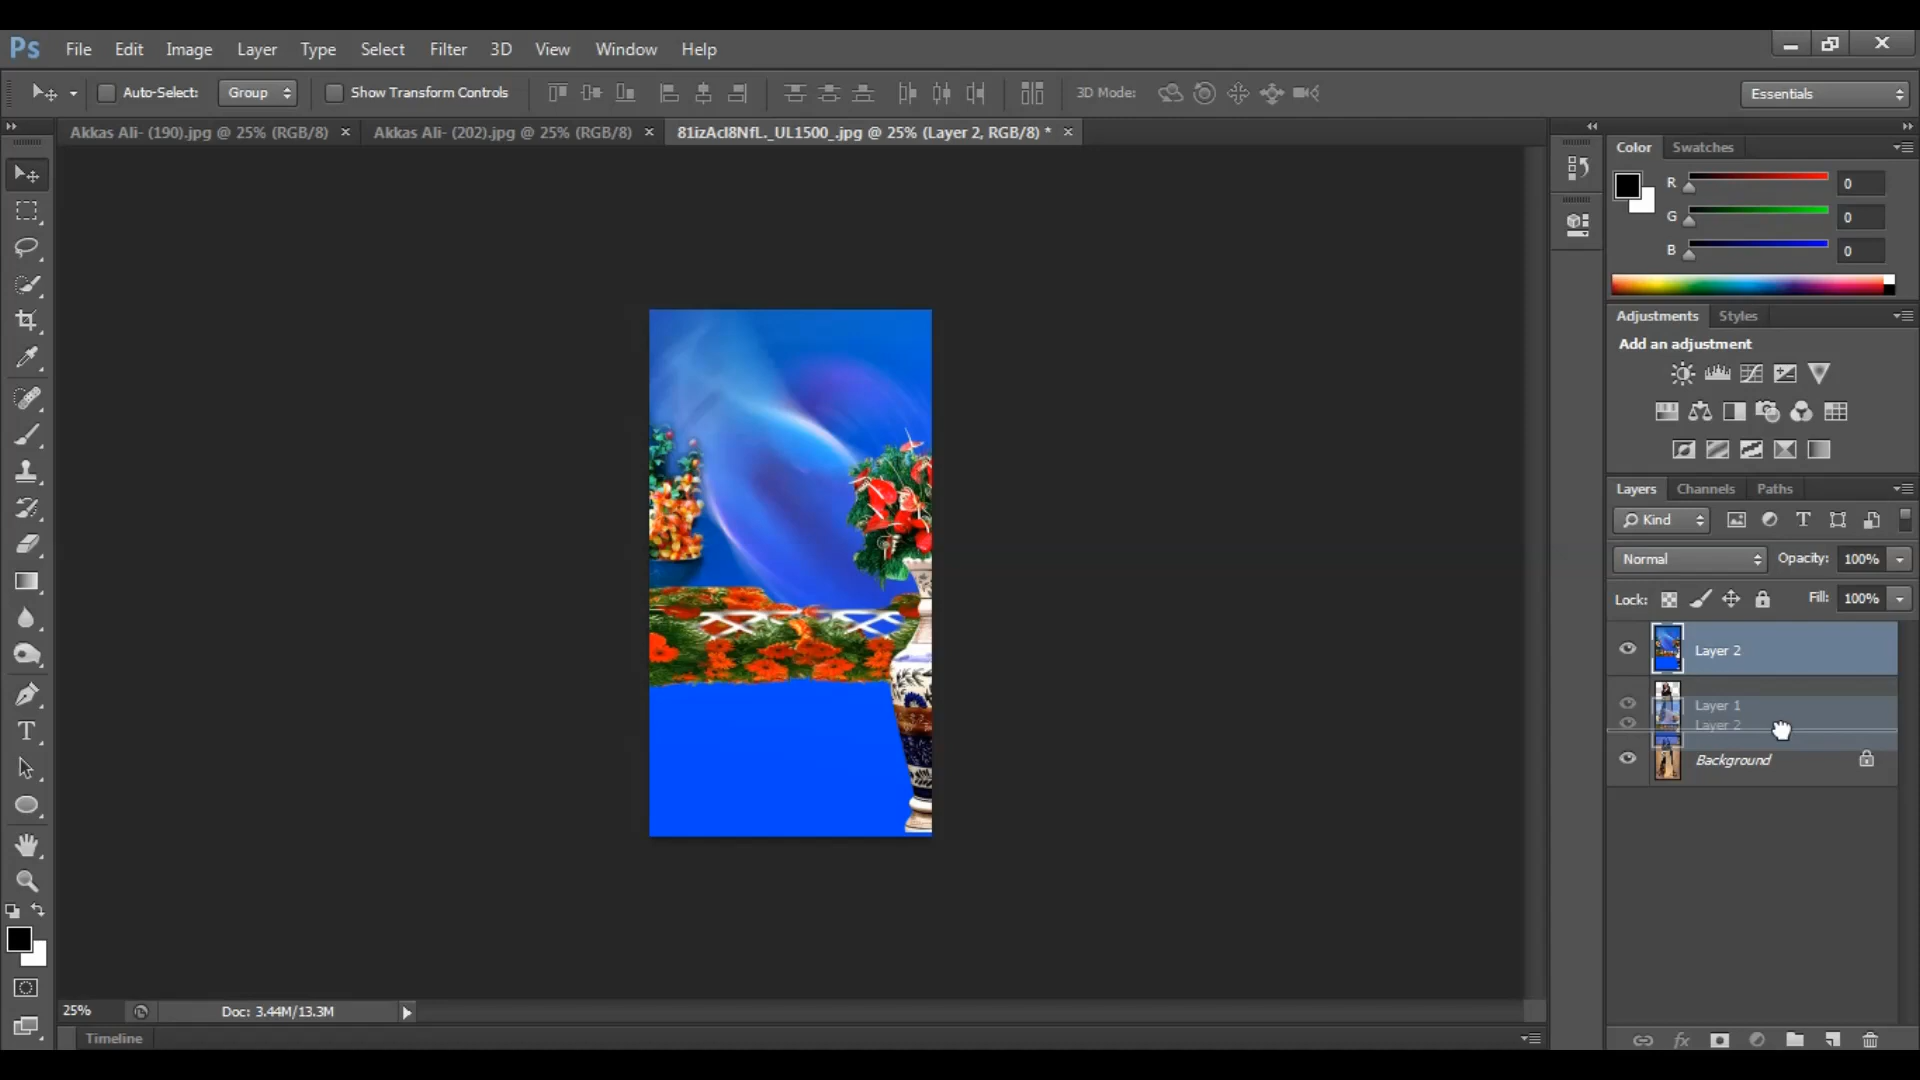 Ps File Edit Image Layer Type Select Filter 3D View Window Help
Auto-Select: Group Show Transform Controls 3D Mode: Essentials
Akkas Ali- (190).jpg @ 25% (RGB/8) × Akkas Ali- (202).jpg @ 25% (RGB/8) × 81izAcI8NfL._UL1500_.jpg @ 25% (Layer 2, RGB/8) * ×
Color Swatches
R 0
G 0
B 0
Adjustments Styles
Add an adjustment
Layers Channels Paths
Kind
Normal Opacity: 100%
Lock: Fill: 100%
Layer 2
Layer 1
Layer 2
Background
25% Doc: 3.44M/13.3M
Timeline